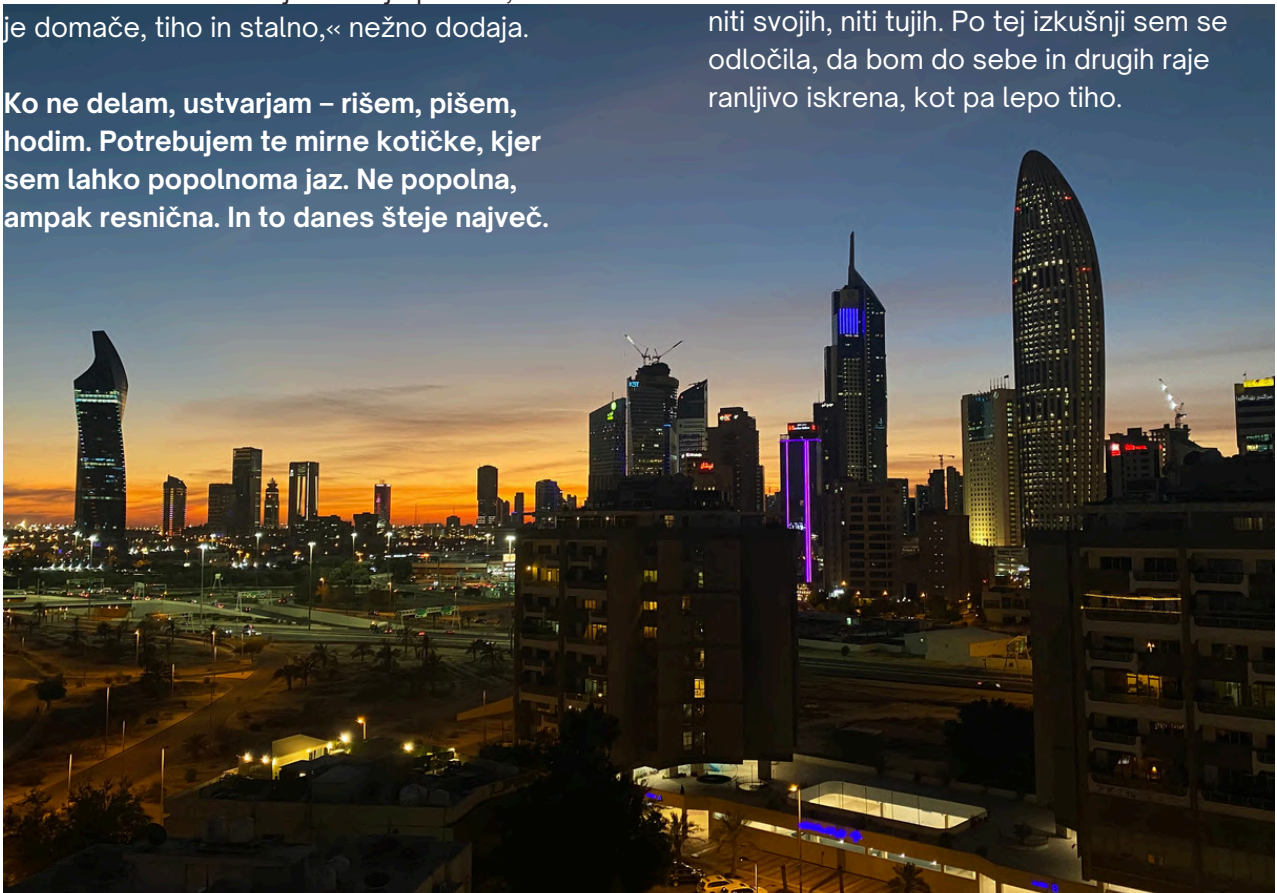 je domače, tiho in stalno,« nežno dodaja.
Ko ne delam, ustvarjam – rišem, pišem,
hodim. Potrebujem te mirne kotičke, kjer
sem lahko popolnoma jaz. Ne popolna,
ampak resnična. In to danes šteje največ.
niti svojih, niti tujih. Po tej izkušnji sem se
odločila, da bom do sebe in drugih raje
ranljivo iskrena, kot pa lepo tiho.